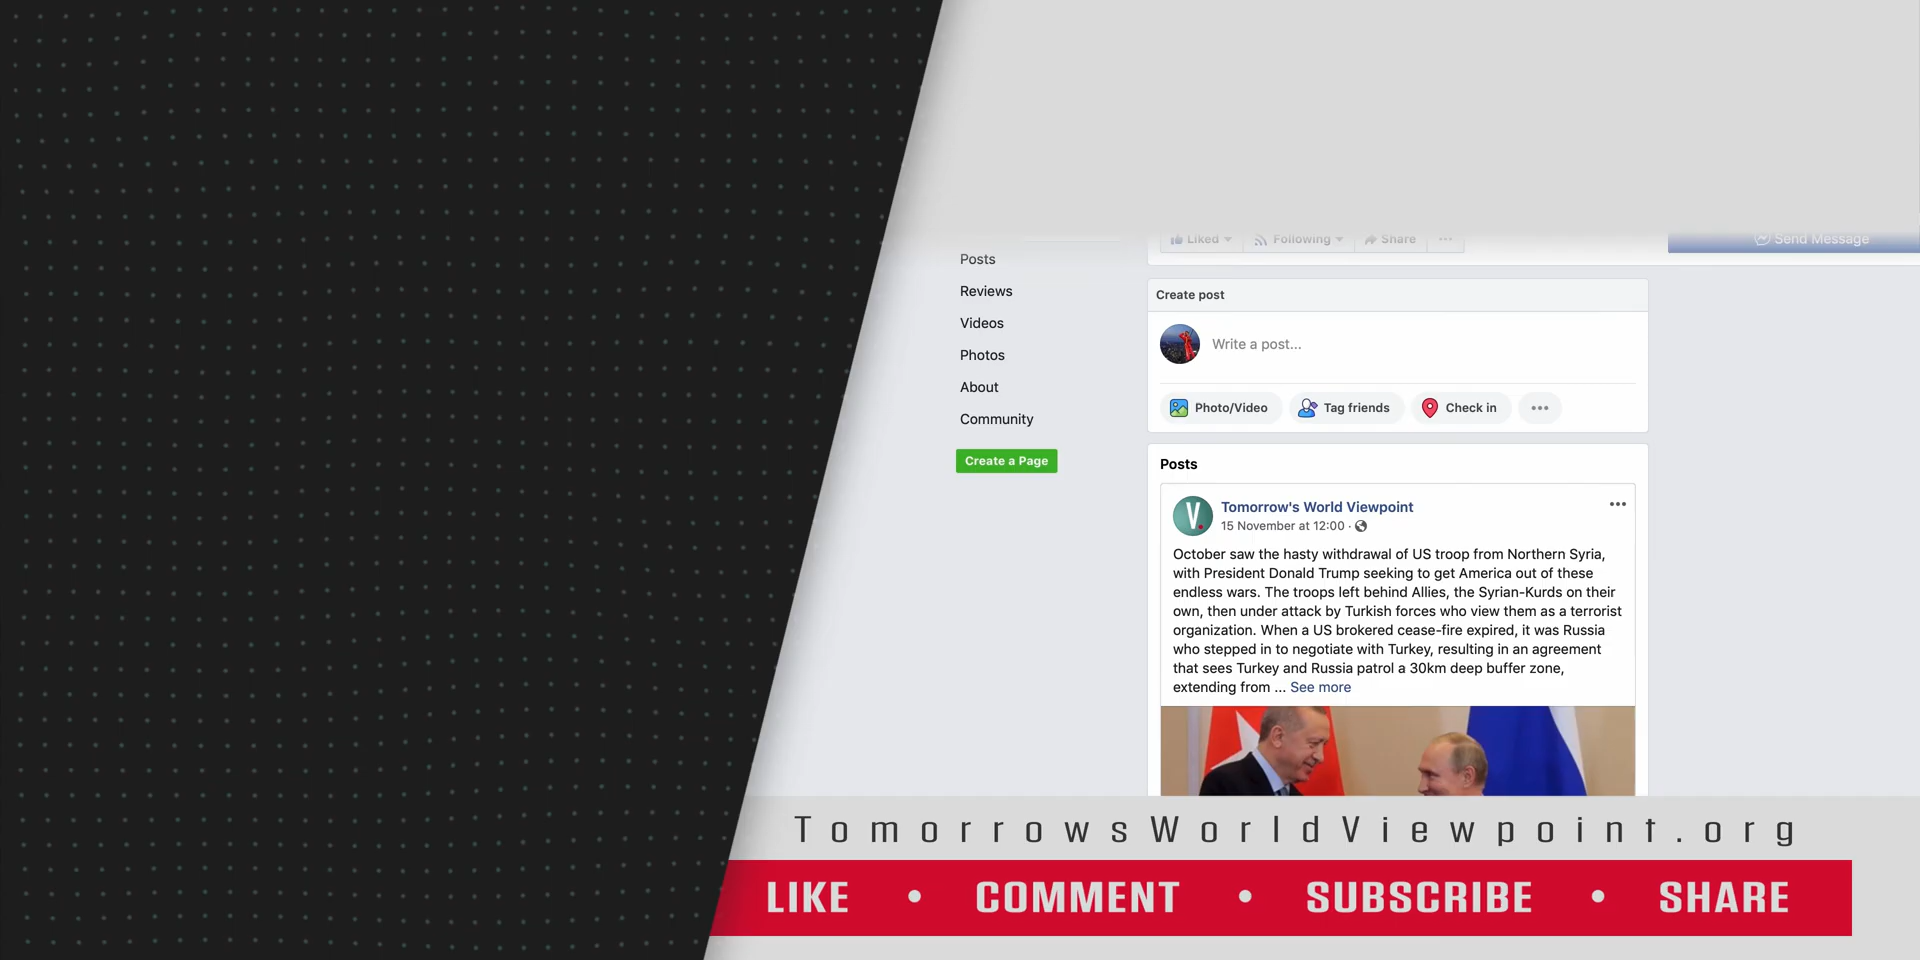 Liked
Following
Share
Send Message
Posts
Reviews
Videos
Photos
About
Community
Create a Page
Create post
Write a post...
Photo/Video
Tag friends
Check in
Posts
V.
Tomorrow's World Viewpoint
15 November at 12:00 ·
October saw the hasty withdrawal of US troop from Northern Syria,
with President Donald Trump seeking to get America out of these
endless wars. The troops left behind Allies, the Syrian-Kurds on their
own, then under attack by Turkish forces who view them as a terrorist
organization. When a US brokered cease-fire expired, it was Russia
who stepped in to negotiate with Turkey, resulting in an agreement
that sees Turkey and Russia patrol a 30km deep buffer zone,
extending from ... See more
TomorrowsWorldViewpoint.org
LIKE • COMMENT • SUBSCRIBE • SHARE